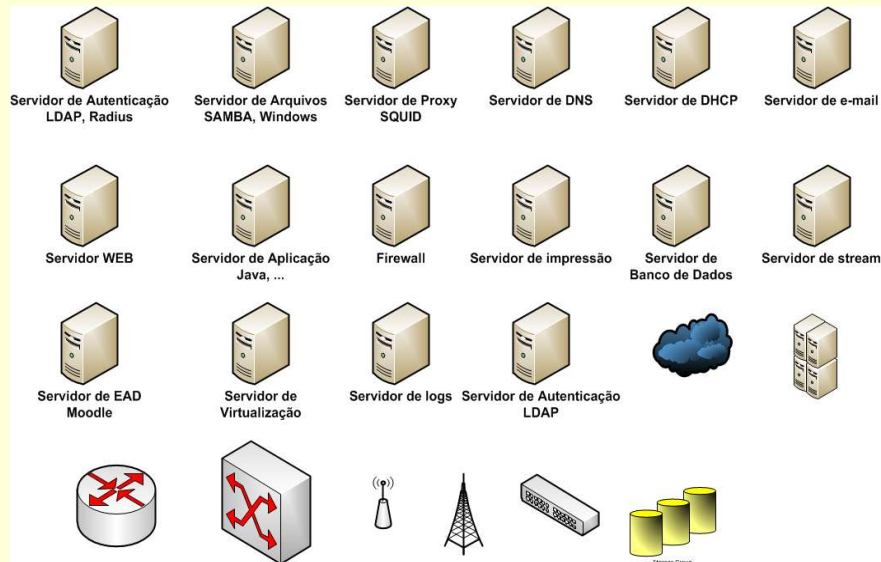 Servidor de Autenticação
LDAP, Radius
Servidor de Arquivos
SAMBA, Windows
Servidor de Proxy
SQUID
Servidor de DNS
Servidor de DHCP
Servidor de e-mail
Servidor WEB
Servidor de Aplicação
Java, ...
Firewall
Servidor de impressão
Servidor de
Banco de Dados
Servidor de stream
Servidor de EAD
Moodle
Servidor de
Virtualização
Servidor de logs
Servidor de Autenticação
LDAP